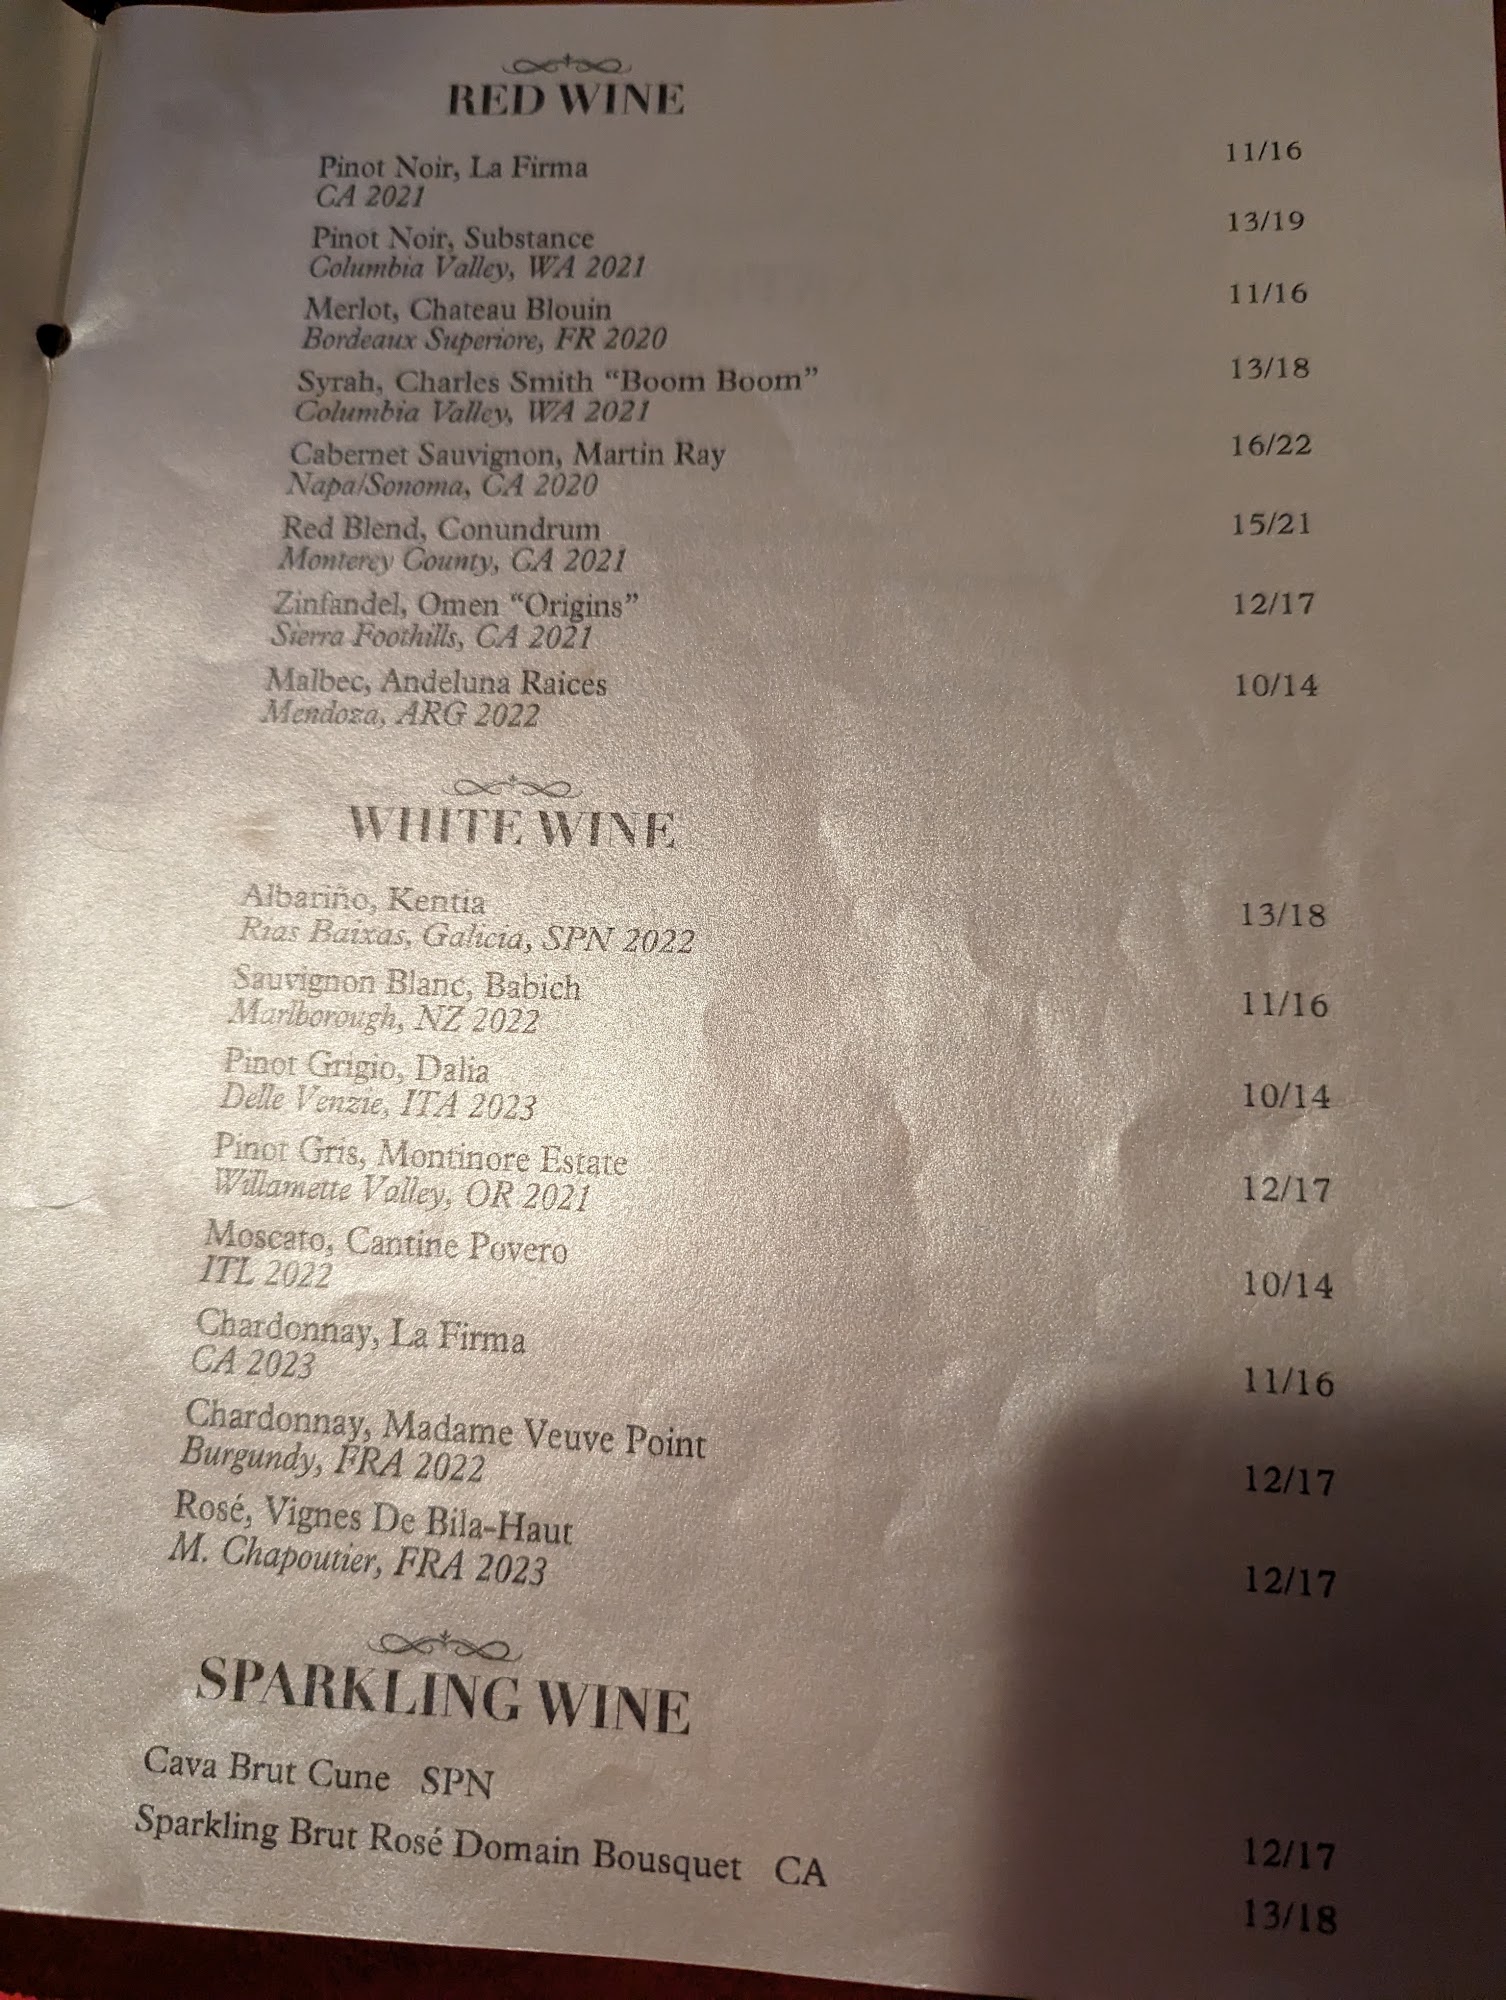 RED WINE
Pinot Noir, La Firma 11/16
CA 2021
Pinot Noir, Substance 13/19
Columbia Valley, WA 2021
Merlot, Chateau Blouin 11/16
Bordeaux Superiore, FR 2020
Syrah, Charles Smith “Boom Boom” 13/18
Columbia Valley, WA 2021
Cabernet Sauvignon, Martin Ray 16/22
Napa/Sonoma, CA 2020
Red Blend, Conundrum 15/21
Monterey County, CA 2021
Zinfandel, Omen “Origins” 12/17
Sierra Foothills, CA 2021
Malbec, Andeluna Raices 10/14
Mendoza, ARG 2022
WHITE WINE
Albariño, Kentia 13/18
Rias Baixas, Galicia, SPN 2022
Sauvignon Blanc, Babich 11/16
Marlborough, NZ 2022
Pinot Grigio, Dalia 10/14
Delle Venzie, ITA 2023
Pinot Gris, Montinore Estate 12/17
Willamette Valley, OR 2021
Moscato, Cantine Povero 10/14
ITL 2022
Chardonnay, La Firma 11/16
CA 2023
Chardonnay, Madame Veuve Point 12/17
Burgundy, FRA 2022
Rosé, Vignes De Bila-Haut 12/17
M. Chapoutier, FRA 2023
SPARKLING WINE
Cava Brut Cune SPN 12/17
Sparkling Brut Rosé Domain Bousquet CA 13/18